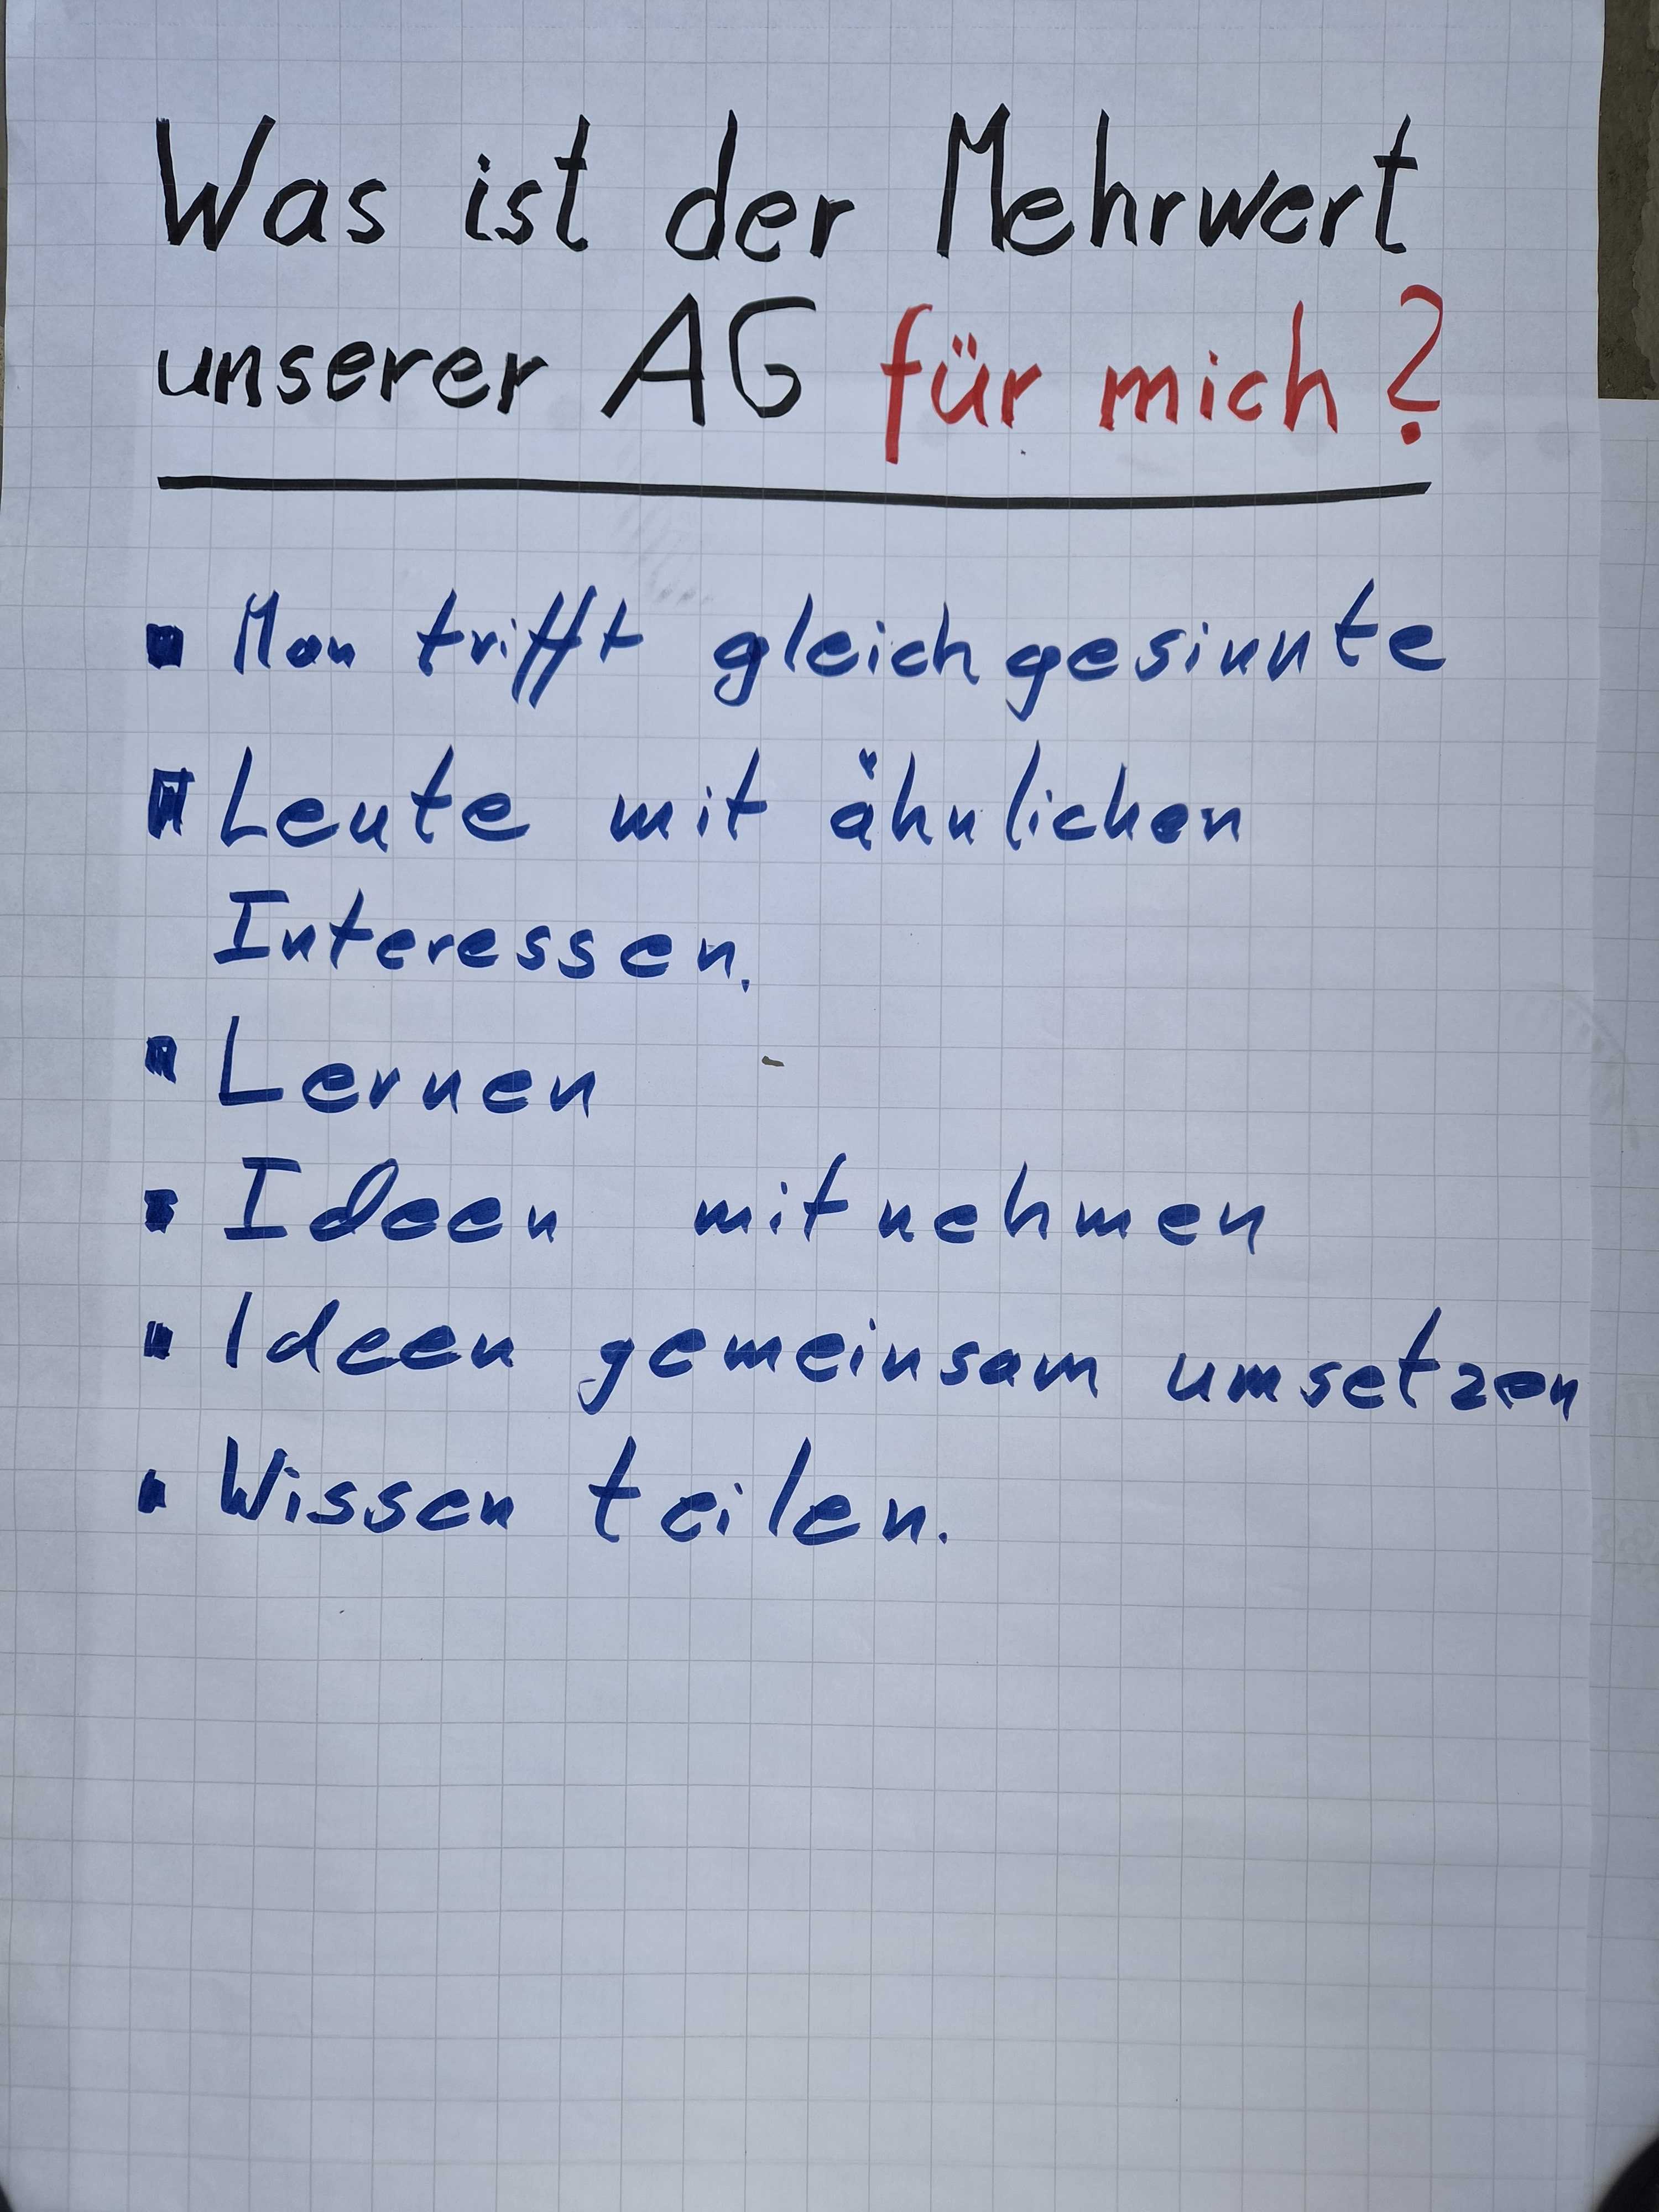 Was ist der Mehrwert
unserer AG für mich?
▪ Man trifft gleichgesinnte
▪ Leute mit ähnlichen
Interessen.
▪ Lernen
▪ Ideen mitnehmen
▪ Ideen gemeinsam umsetzen
▪ Wissen teilen.